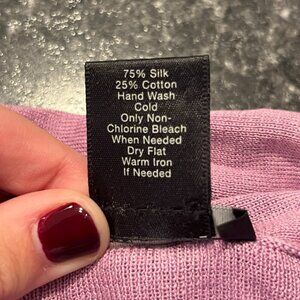 75% Silk
25% Cotton
Hand Wash
Cold
Only Non-
Chlorine Bleach
When Needed
Dry Flat
Warm Iron
If Needed